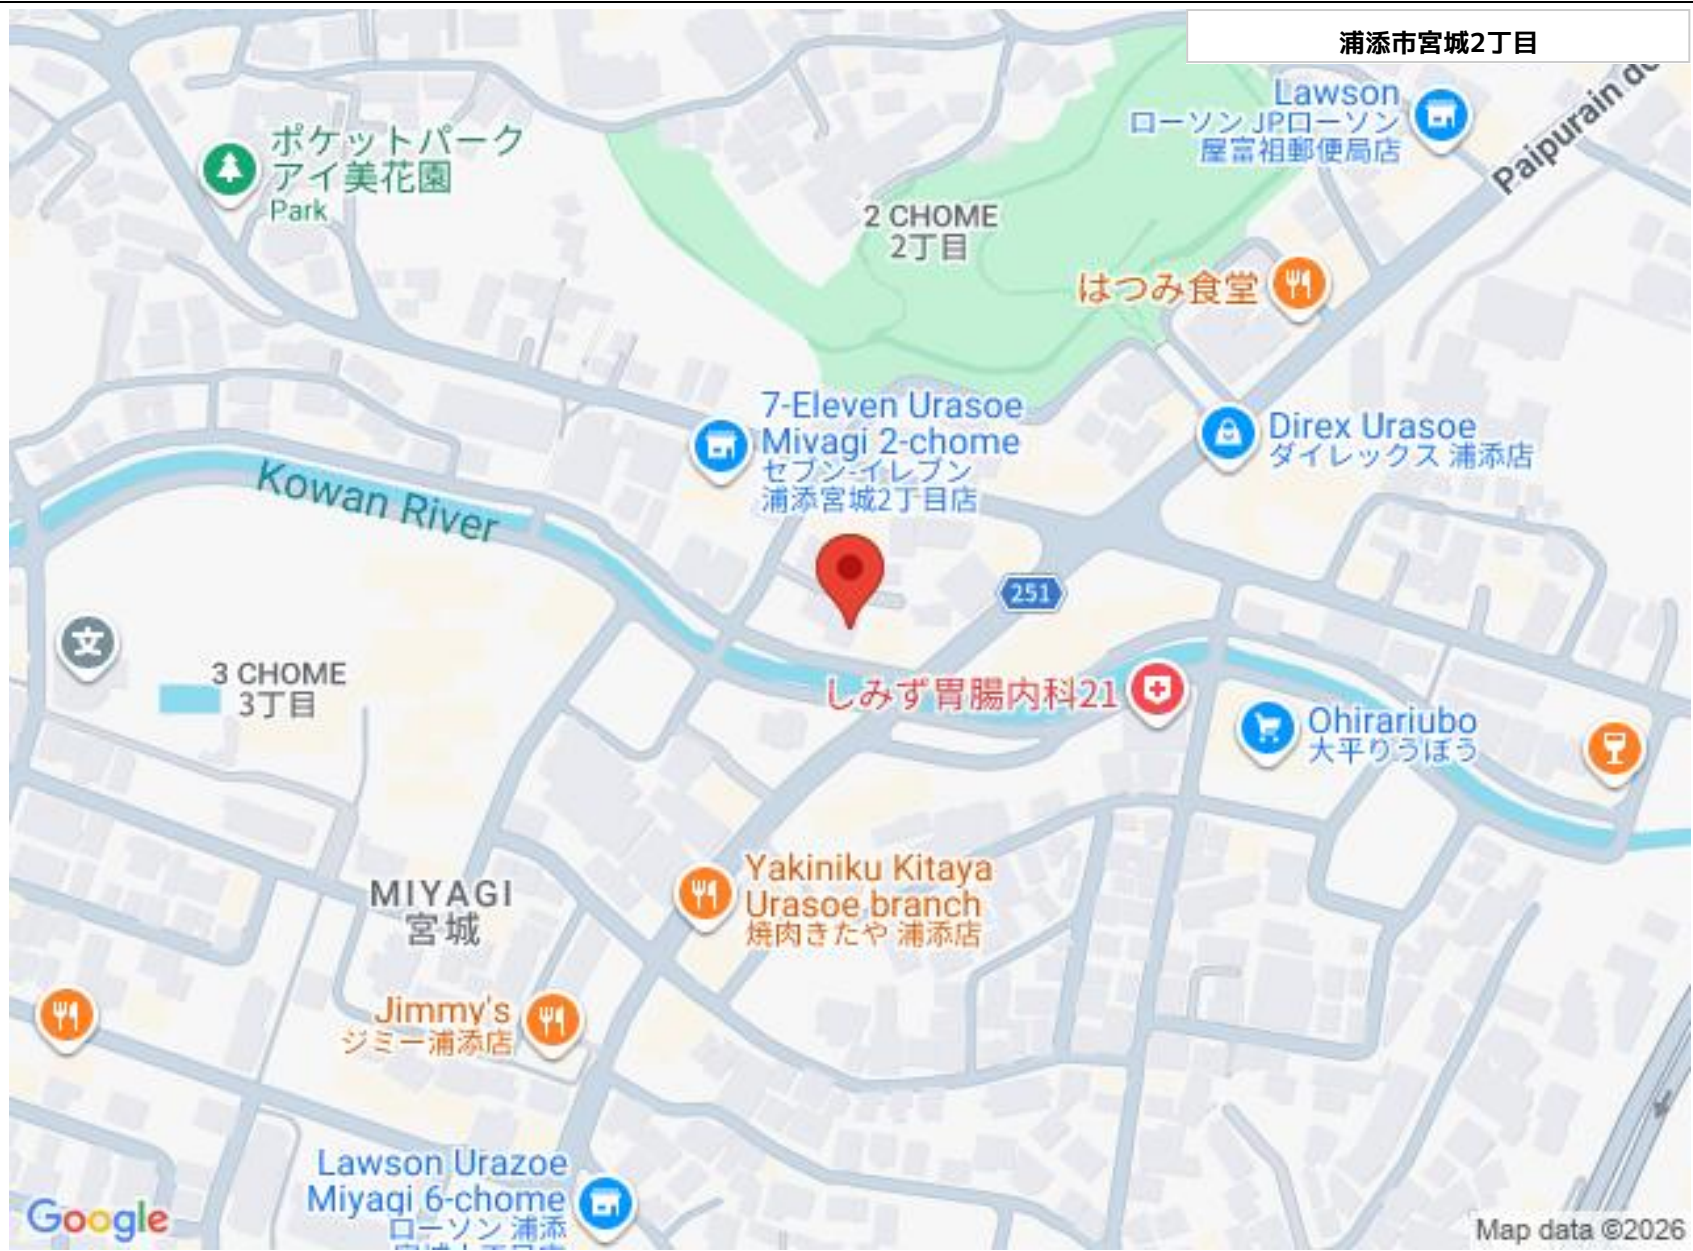 浦添市宮城2丁目
Lawson
ローソン JPローソン
屋富祖郵便局店
Paipurain do
ポケットパーク
アイ美花園
Park
2 CHOME
2丁目
はつみ食堂
7-Eleven Urasoe
Miyagi 2-chome
セブン-イレブン
浦添宮城2丁目店
Direx Urasoe
ダイレックス 浦添店
Kowan River
251
文
3 CHOME
3丁目
しみず胃腸内科21
Ohirariubo
大平りうぼう
Yakiniku Kitaya
Urasoe branch
焼肉きたや 浦添店
MIYAGI
宮城
Jimmy's
ジミー浦添店
Lawson Urazoe
Miyagi 6-chome
ローソン 浦添
Google
Map data ©2026